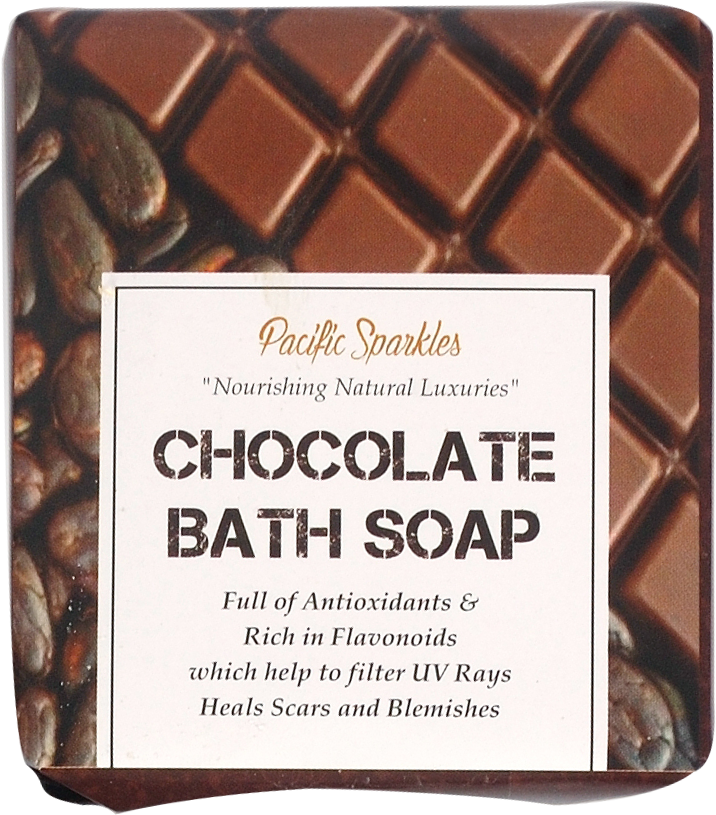 Pacific Sparkles
"Nourishing Natural Luxuries"
CHOCOLATE
BATH SOAP
Full of Antioxidants &
Rich in Flavonoids
which help to filter UV Rays
Heals Scars and Blemishes